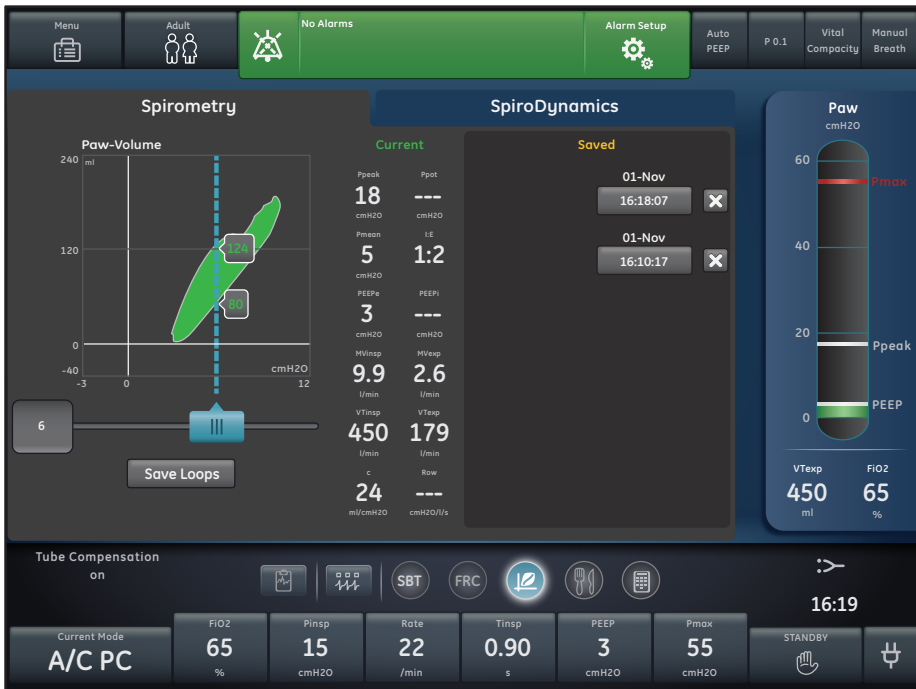 Menu
Adult
No Alarms
Alarm Setup
Auto
PEEP
P 0.1
Vital
Compacity
Manual
Breath
Spirometry
SpiroDynamics
Paw-Volume
240
ml
120
0
-40
-3
0
12
cmH2O
124
80
6
Save Loops
Current
Ppeak
Ppot
18
---
cmH2O
cmH2O
Pmean
I:E
5
1:2
cmH2O
PEEPe
PEEPi
3
---
cmH2O
cmH2O
MVinsp
MVexp
9.9
2.6
l/min
l/min
VTinsp
VTexp
450
179
l/min
l/min
c
Raw
24
---
ml/cmH2O
cmH2O/l/s
Saved
01-Nov
16:18:07
01-Nov
16:10:17
Paw
cmH2O
60
Pmax
40
20
Ppeak
PEEP
0
VTexp
FiO2
450
65
ml
%
Tube Compensation
on
SBT
FRC
16:19
Current Mode
A/C PC
FiO2
65
%
Pinsp
15
cmH2O
Rate
22
/min
Tinsp
0.90
s
PEEP
3
cmH2O
Pmax
55
cmH2O
STANDBY